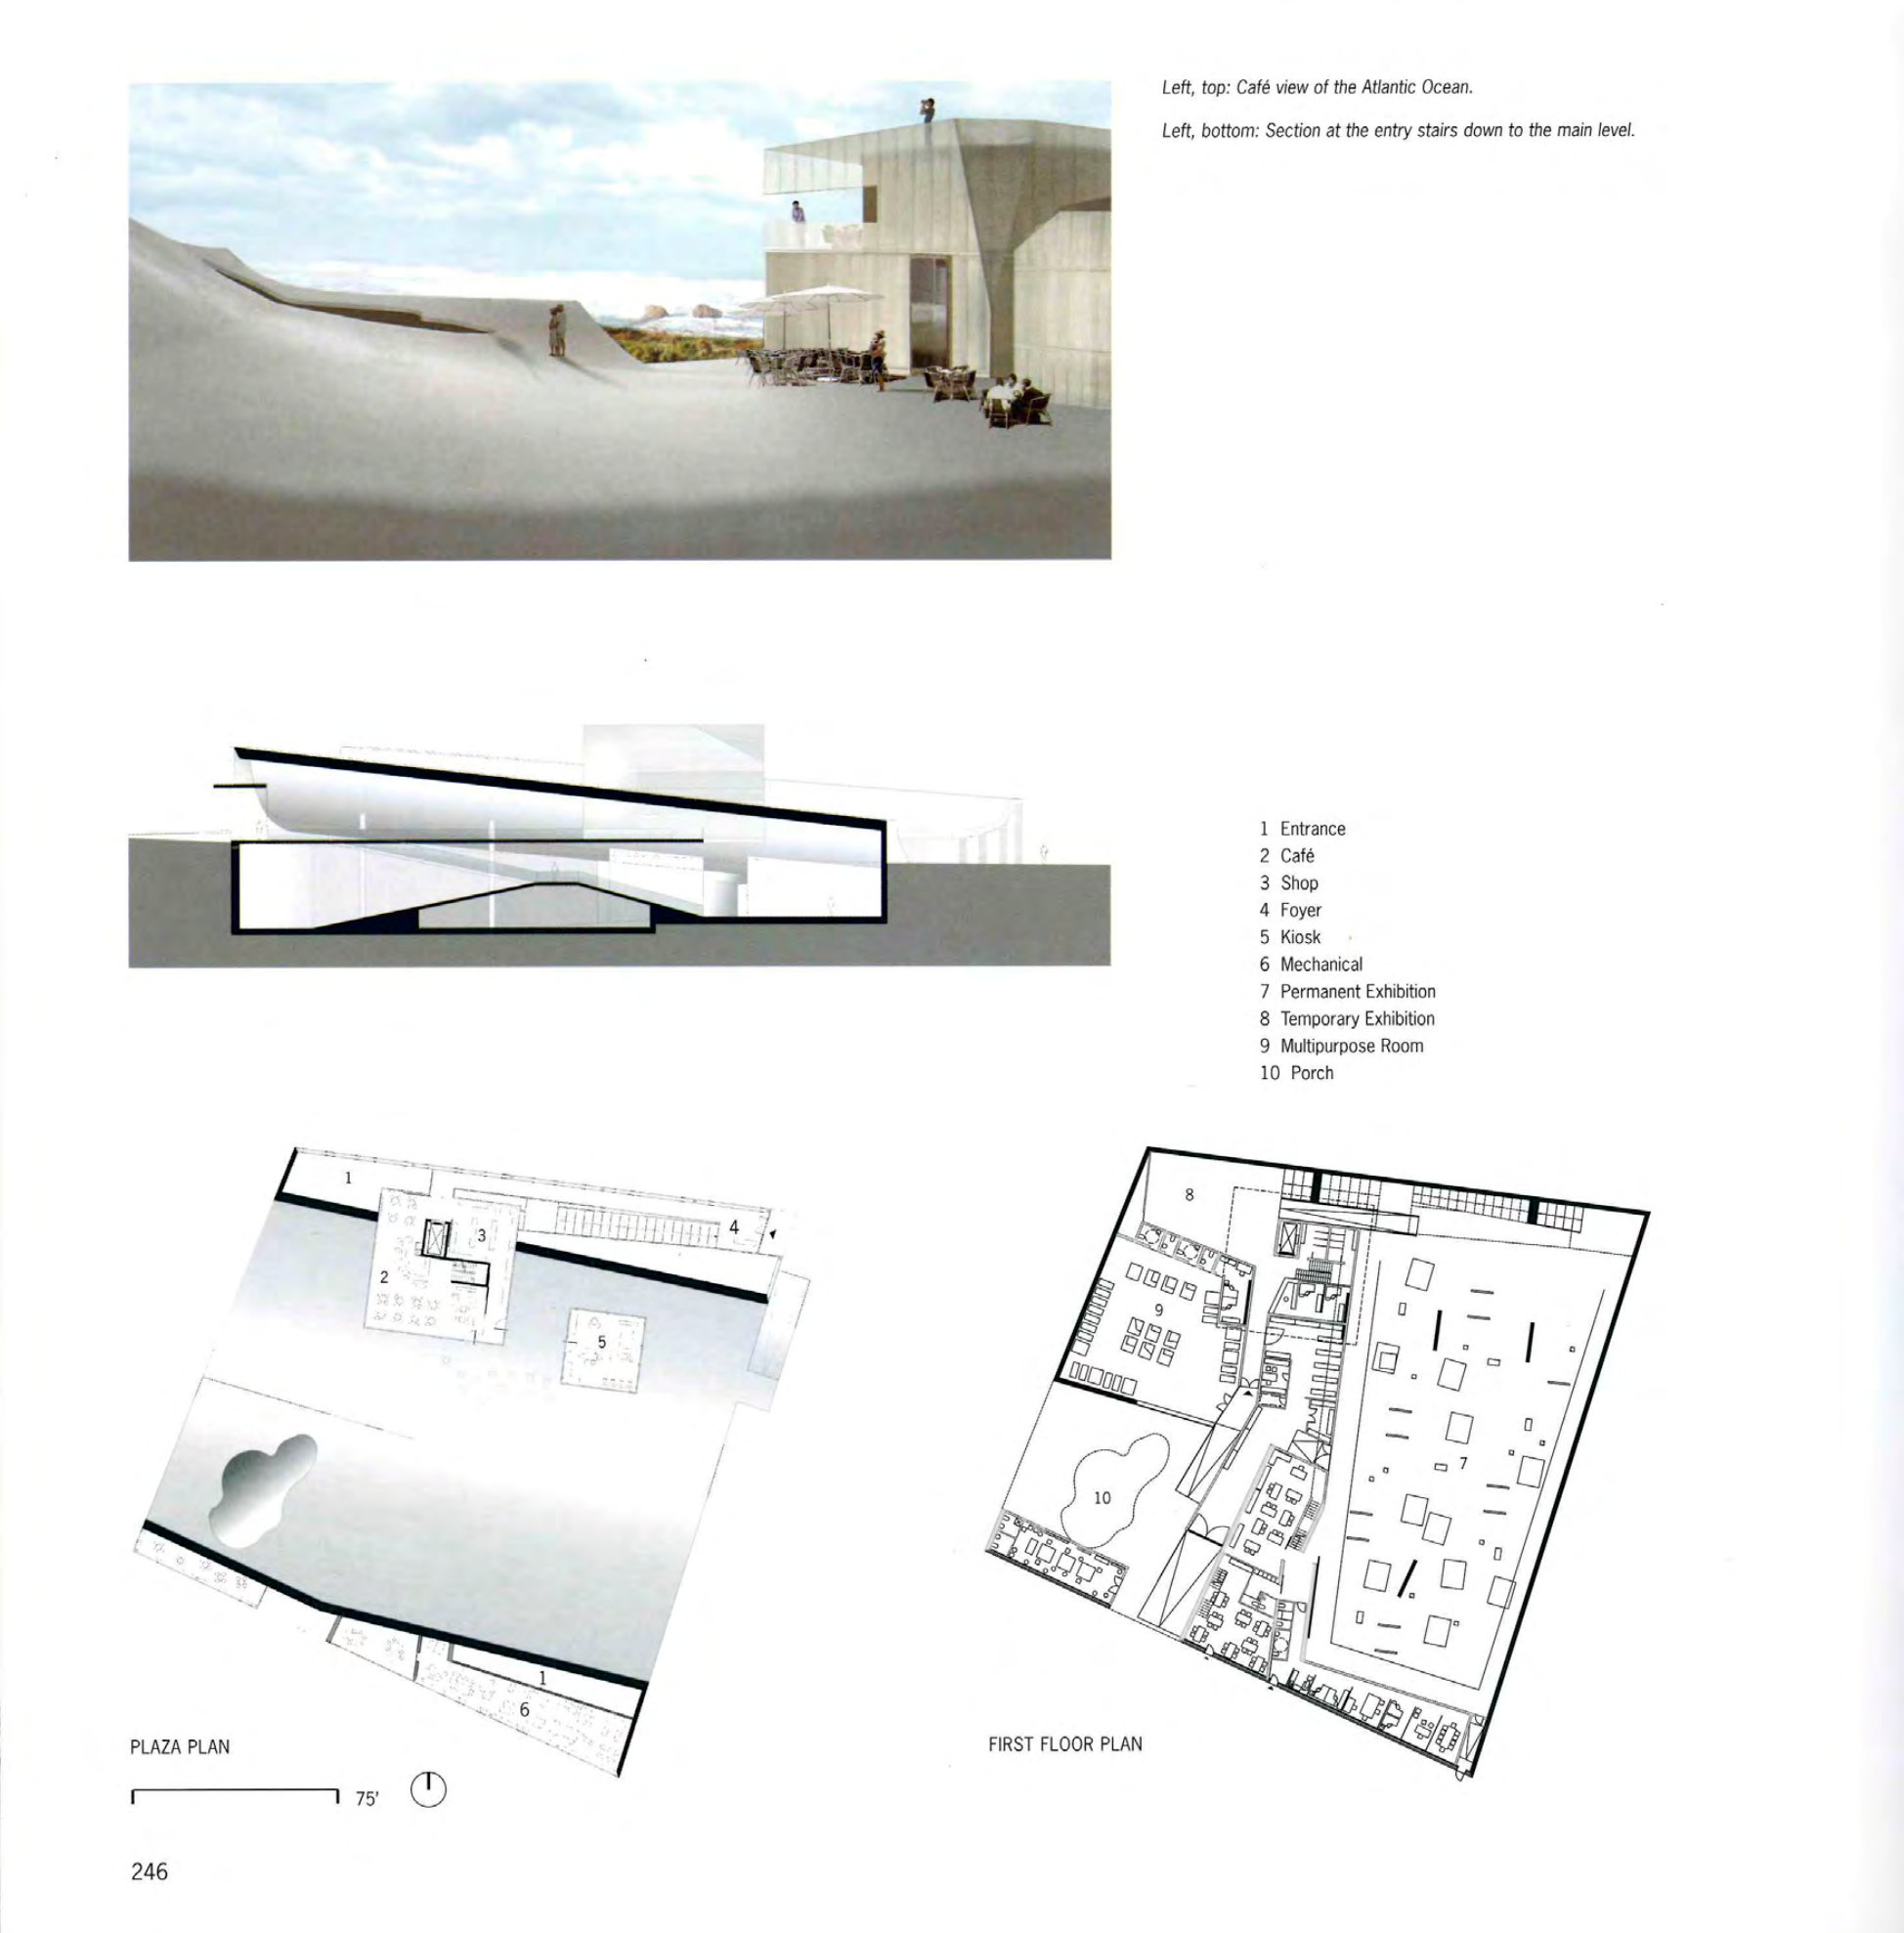 Left, top: Café view of the Atlantic Ocean.
Left, bottom: Section at the entry stairs down to the main level.
1 Entrance
2 Café
3 Shop
4 Foyer
5 Kiosk
6 Mechanical
7 Permanent Exhibition
8 Temporary Exhibition
9 Multipurpose Room
10 Porch
1
2
3
4
5
1
6
PLAZA PLAN
75'
8
9
7
10
FIRST FLOOR PLAN
246